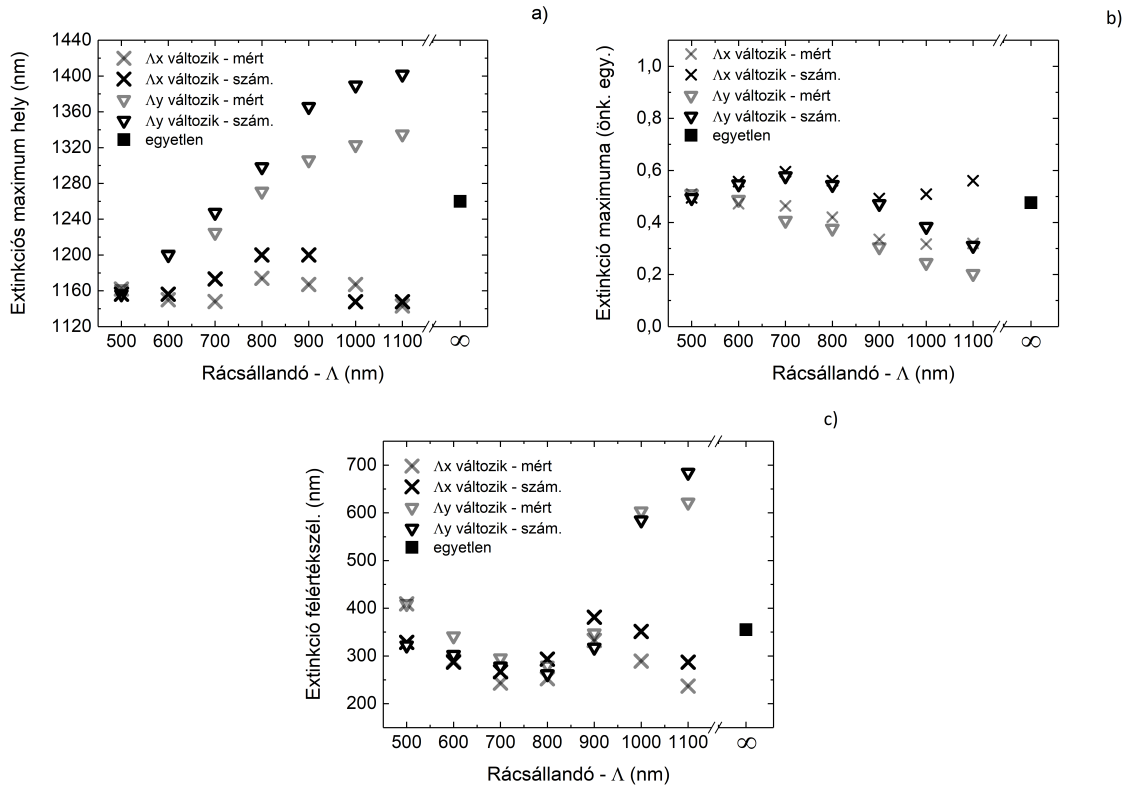 a)
Extinkciós maximum hely (nm)
1440
1400
1360
1320
1280
1240
1200
1160
1120
Λx változik - mért
Λx változik - szám.
Λy változik - mért
Λy változik - szám.
egyetlen
500 600 700 800 900 1000 1100 ∞
Rácsállandó - Λ (nm)
b)
Extinkció maximuma (önk. egy.)
1,0
0,8
0,6
0,4
0,2
0,0
Λx változik - mért
Λx változik - szám.
Λy változik - mért
Λy változik - szám.
egyetlen
500 600 700 800 900 1000 1100 ∞
Rácsállandó - Λ (nm)
c)
Extinkció félértékszél. (nm)
700
600
500
400
300
200
Λx változik - mért
Λx változik - szám.
Λy változik - mért
Λy változik - szám.
egyetlen
500 600 700 800 900 1000 1100 ∞
Rácsállandó - Λ (nm)